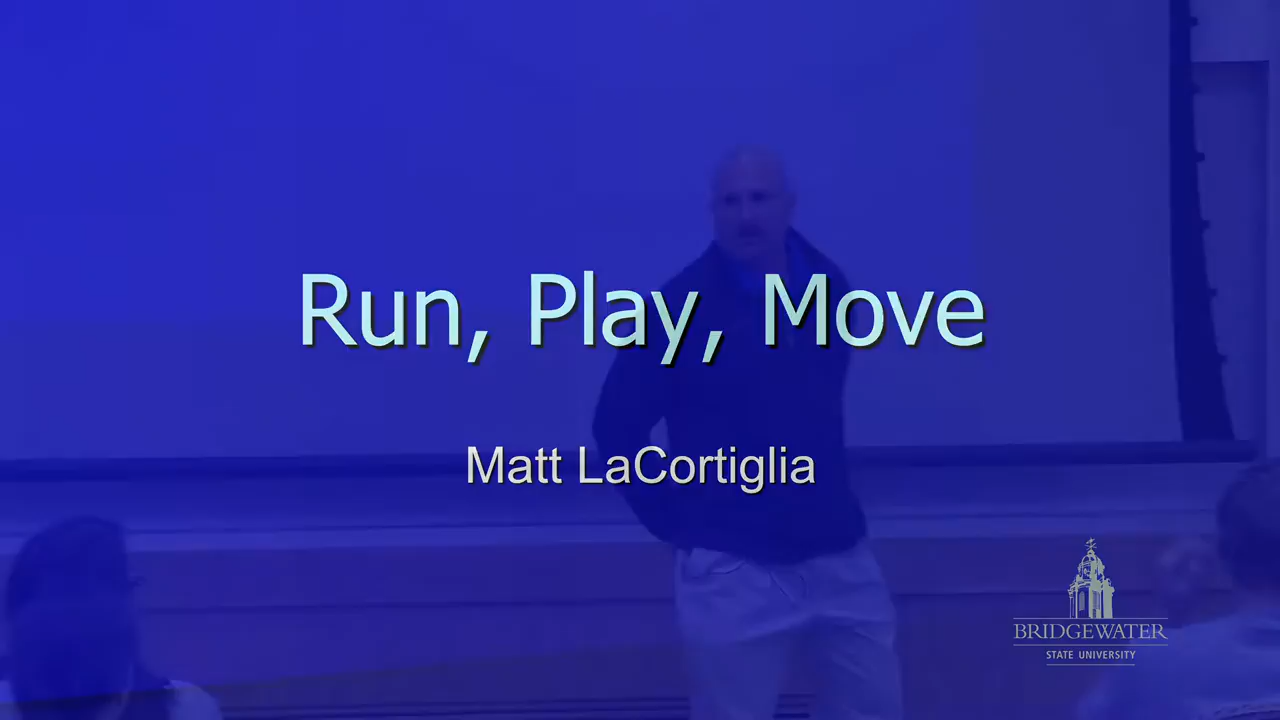 Run, Play, Move
Matt LaCortiglia
BRIDGEWATER
STATE UNIVERSITY